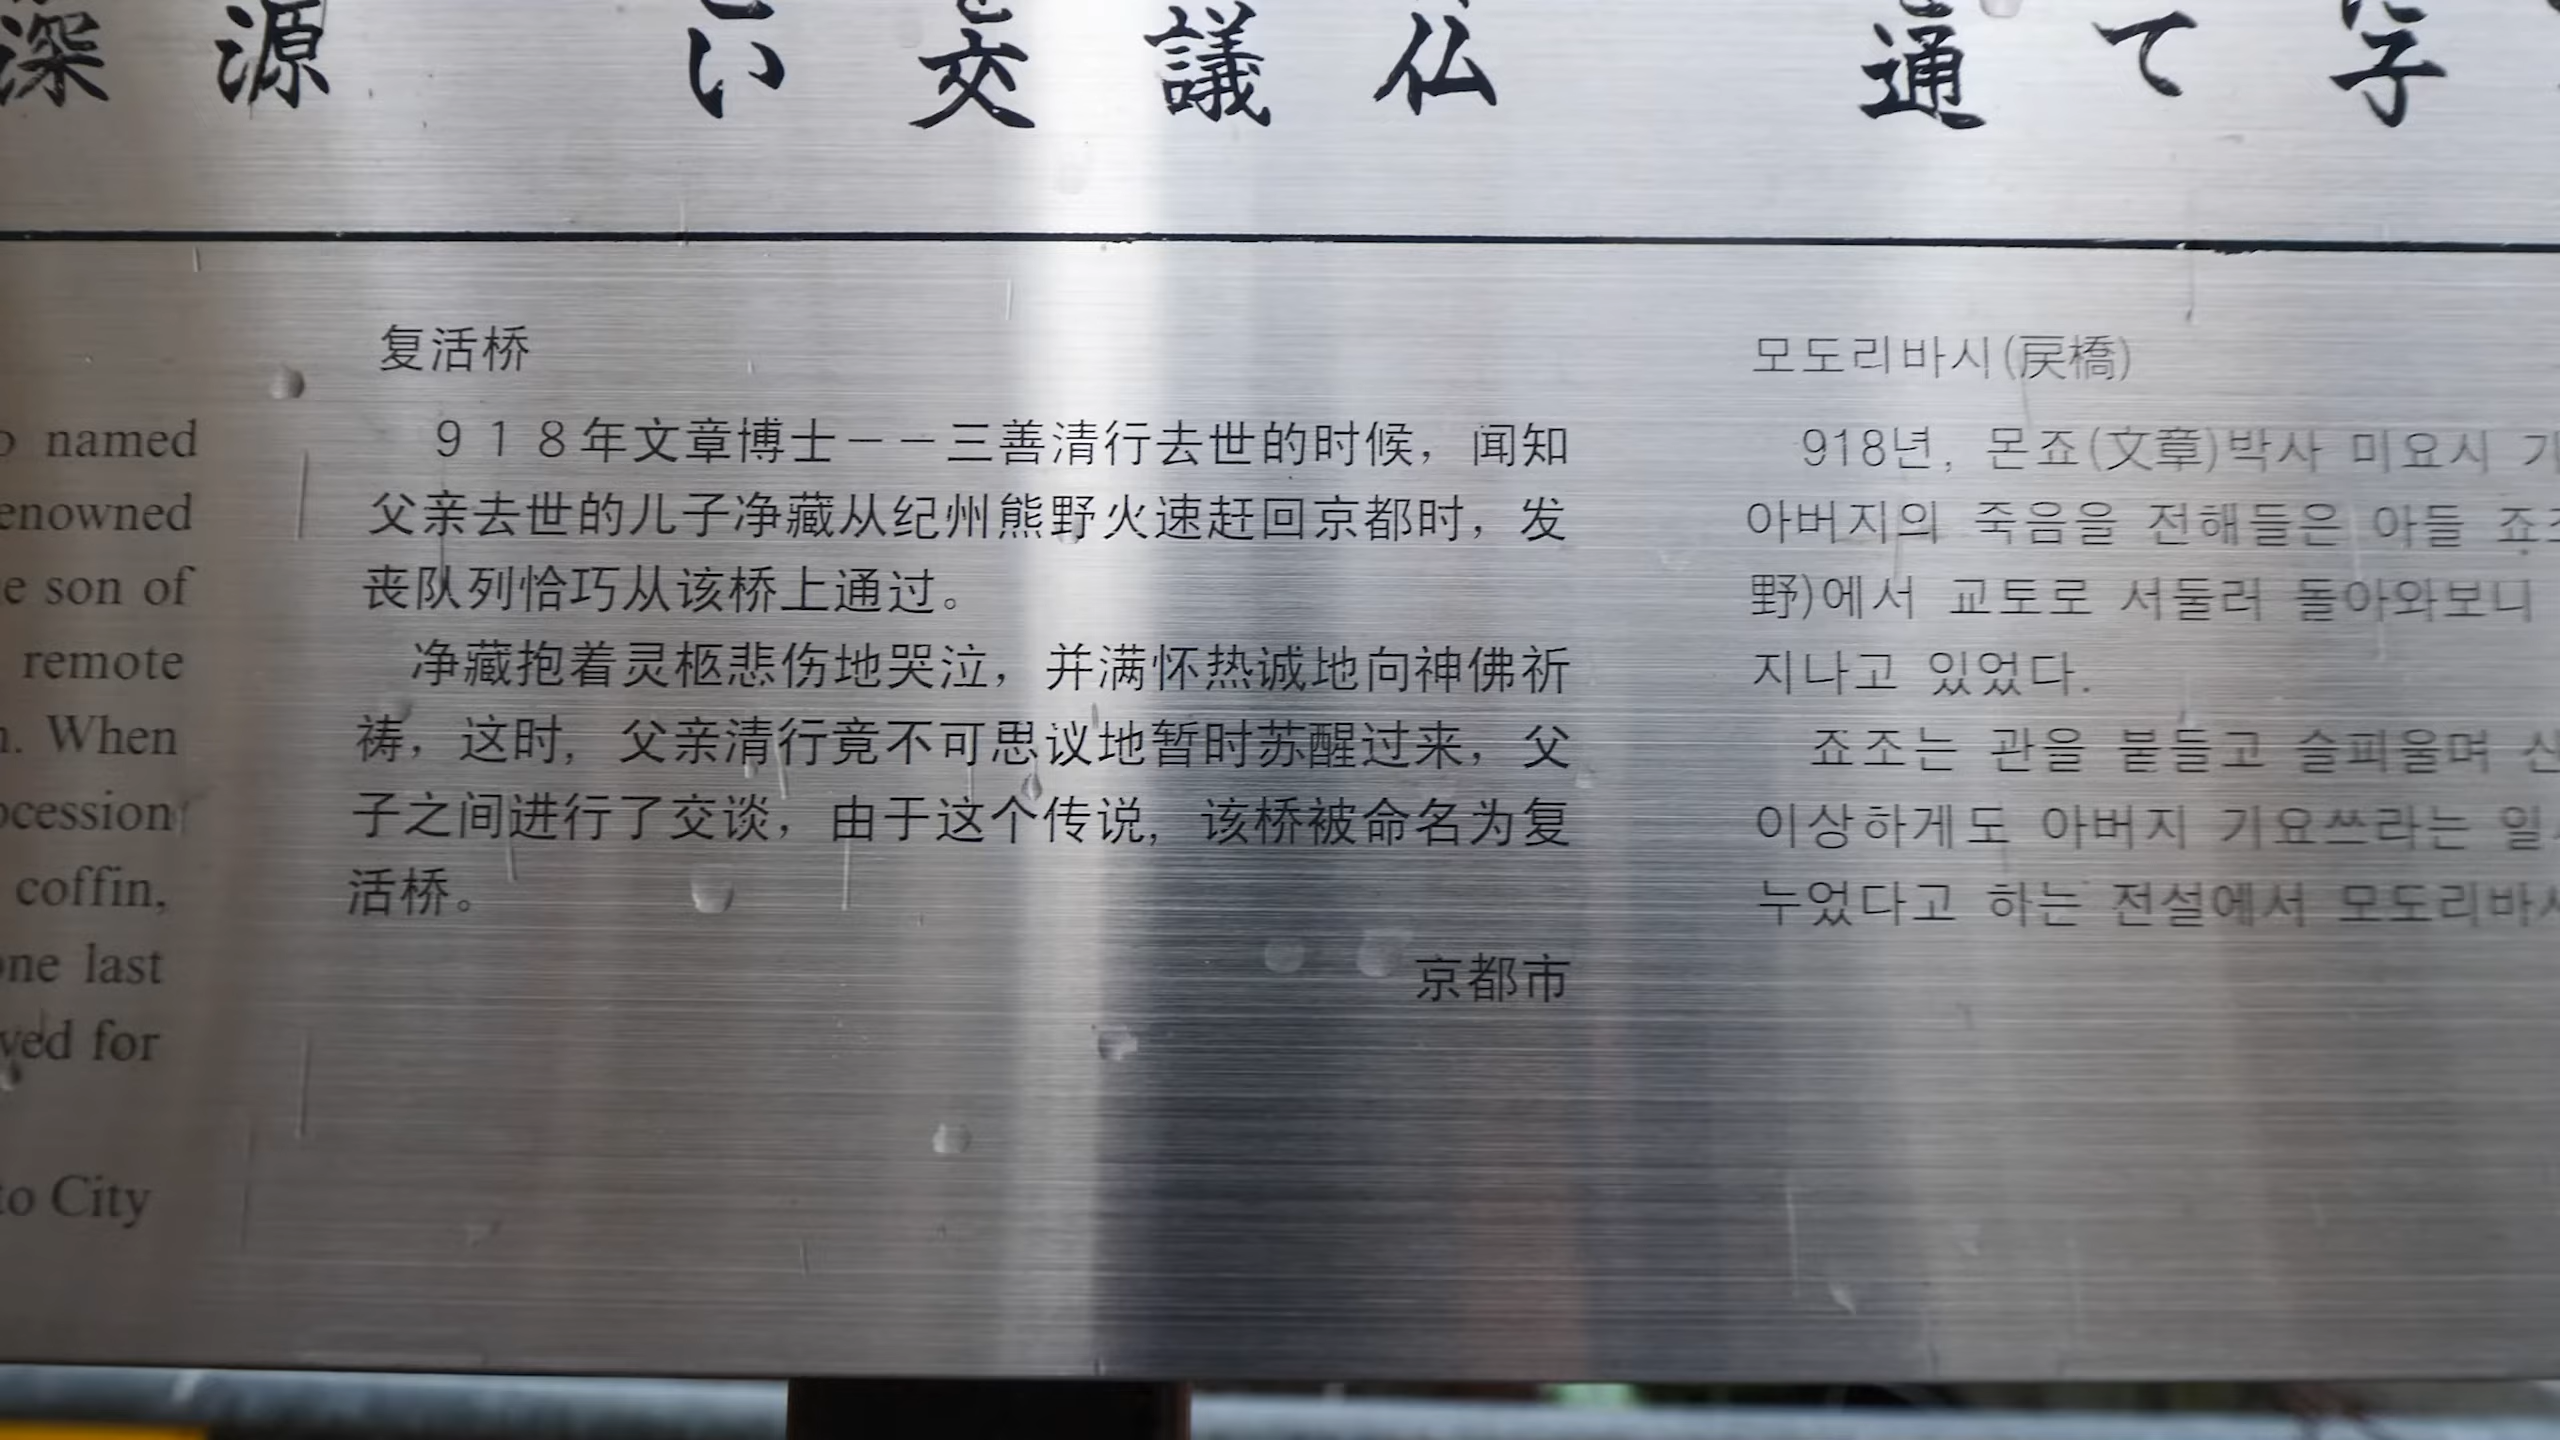 深 源 い 交 議 仏 通 て 字
named
enowned
son of
remote
When
coffin,
last
for
City
复活桥
918年文章博士－－三善清行去世的时候，闻知
父亲去世的儿子净藏从纪州熊野火速赶回京都时，发
丧队列恰巧从该桥上通过。
净藏抱着灵柩悲伤地哭泣，并满怀热诚地向神佛祈
祷，这时，父亲清行竟不可思议地暂时苏醒过来，父
子之间进行了交谈，由于这个传说，该桥被命名为复
活桥。
京都市
모도리바시(戻橋)
918년, 몬죠(文章)박사 미요시
아버지의 죽음을 전해들은 아들
野)에서 교토로 서둘러 돌아와보니
지나고 있었다.
죠조는 관을 붙들고 슬피울며
이상하게도 아버지 기요쓰라는
누었다고 하는 전설에서 모도리바시